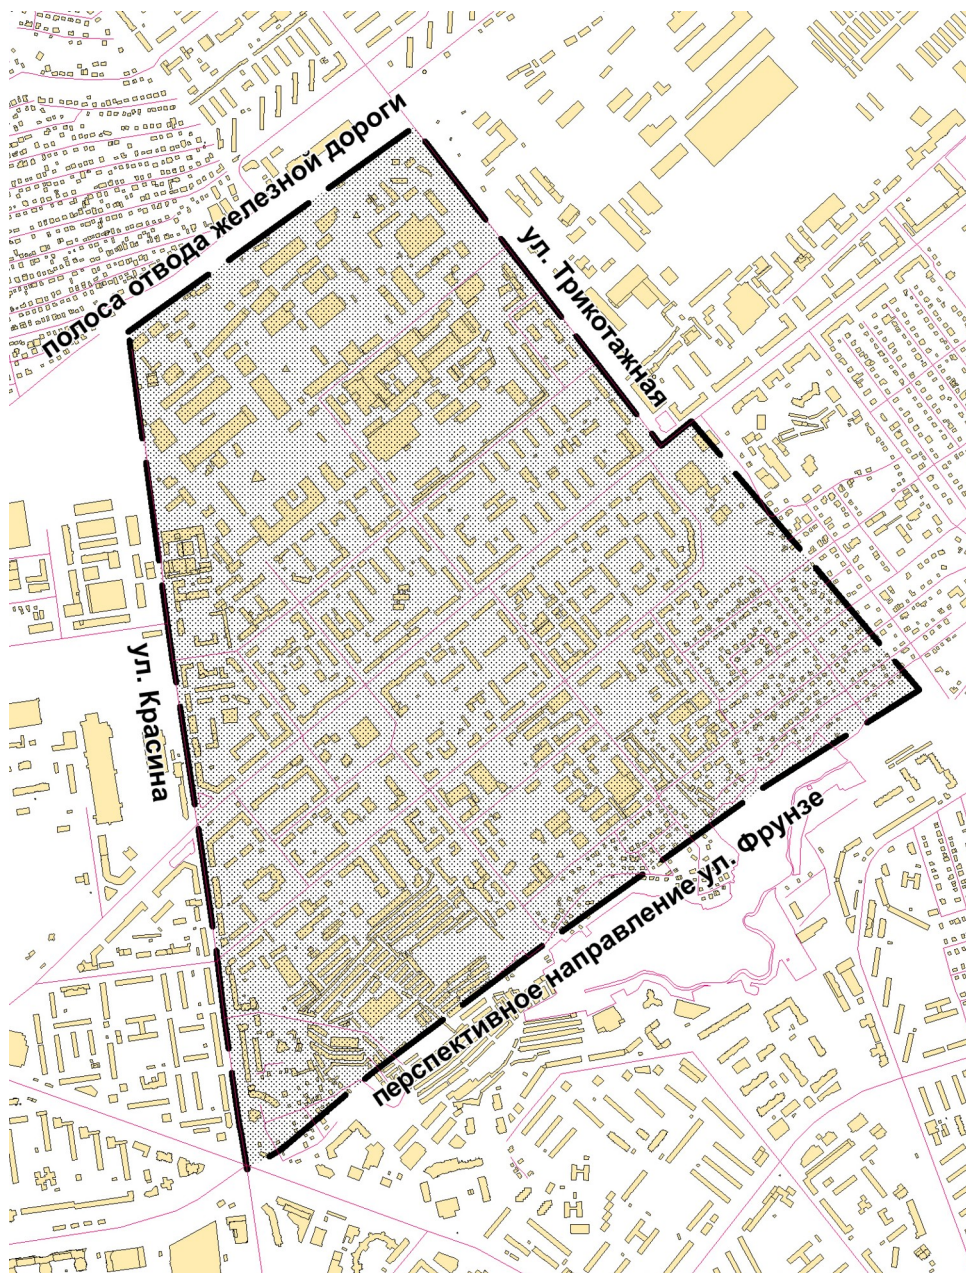 полоса отвода железной дороги
ул. Трикотажная
ул. Красина
перспективное направление ул. Фрунзе